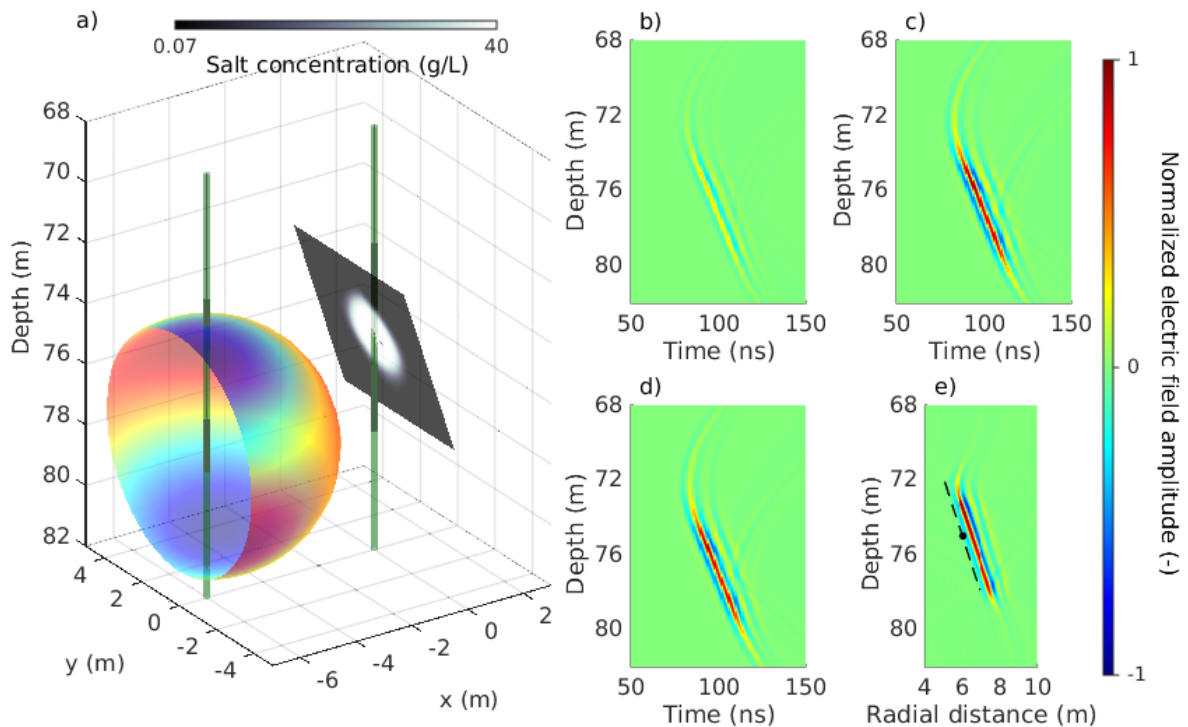 a)
0.07
40
Salt concentration (g/L)
68
70
72
74
76
78
80
82
Depth (m)
4
2
0
-2
-4
y (m)
-6
-4
-2
0
2
x (m)
b)
68
72
76
80
Depth (m)
50
100
150
Time (ns)
c)
68
72
76
80
Depth (m)
50
100
150
Time (ns)
d)
68
72
76
80
Depth (m)
50
100
150
Time (ns)
e)
68
72
76
80
Depth (m)
4
6
8
10
Radial distance (m)
1
0
-1
Normalized electric field amplitude (-)